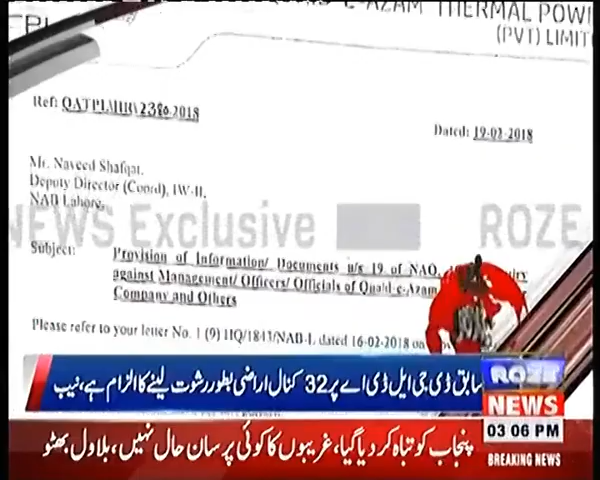 E-AZAM THERMAL POWE
(PVT) LIMIT
Ref: QATPL/HR/2380-2018
Dated: 19-02-2018
Mr. Naveed Shafqat,
Deputy Director (Coord), IW-II,
NAB Lahore.
NEWS Exclusive
ROZE
Subject: Provision of Information/ Documents u/s 19 of NAO,
against Management/ Officers/ Officials of Quaid-e-Azam
Company and Others
Please refer to your letter No. 1 (9) HQ/1843/NAB-L dated 16-02-2018 on
سابق ڈی جی ایل ڈی اے پر 32 کنال اراضی بطور رشوت لینے کا الزام ہے، نیب
ROZE
NEWS
03:06 PM
BREAKING NEWS
پنجاب کو تباہ کر دیا گیا، غریبوں کا کوئی پرسان حال نہیں، بلاول بھٹو